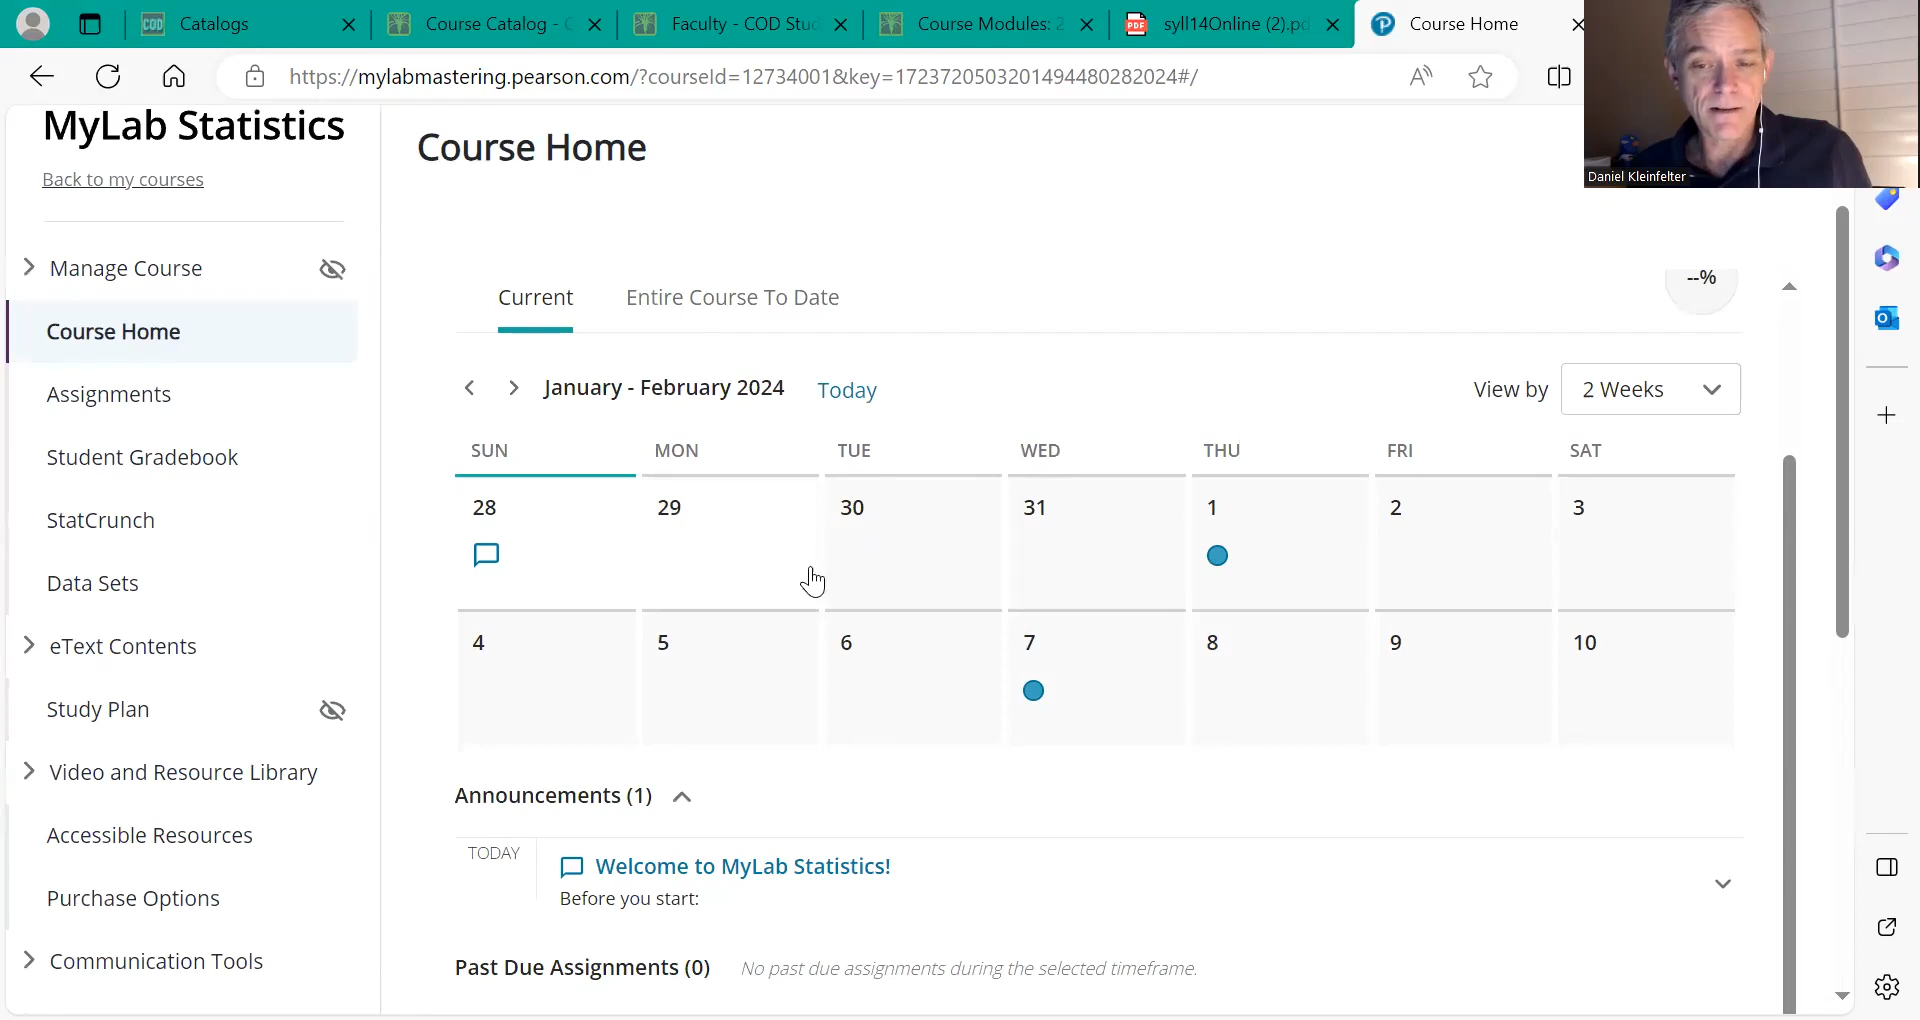 COD Catalogs
Course Catalog -
Faculty - COD Stud
Course Modules: 2
PDF syll14Online (2).pd
Course Home
https://mylabmastering.pearson.com/?courseId=12734001&key=1723720503201494480282024#/
Daniel Kleinfelter
MyLab Statistics
Back to my courses
Manage Course
Course Home
Assignments
Student Gradebook
StatCrunch
Data Sets
eText Contents
Study Plan
Video and Resource Library
Accessible Resources
Purchase Options
Communication Tools
Course Home
--%
Current Entire Course To Date
January - February 2024 Today View by 2 Weeks
SUN MON TUE WED THU FRI SAT
28 29 30 31 1 2 3
4 5 6 7 8 9 10
Announcements (1)
TODAY Welcome to MyLab Statistics!
Before you start:
Past Due Assignments (0) No past due assignments during the selected timeframe.